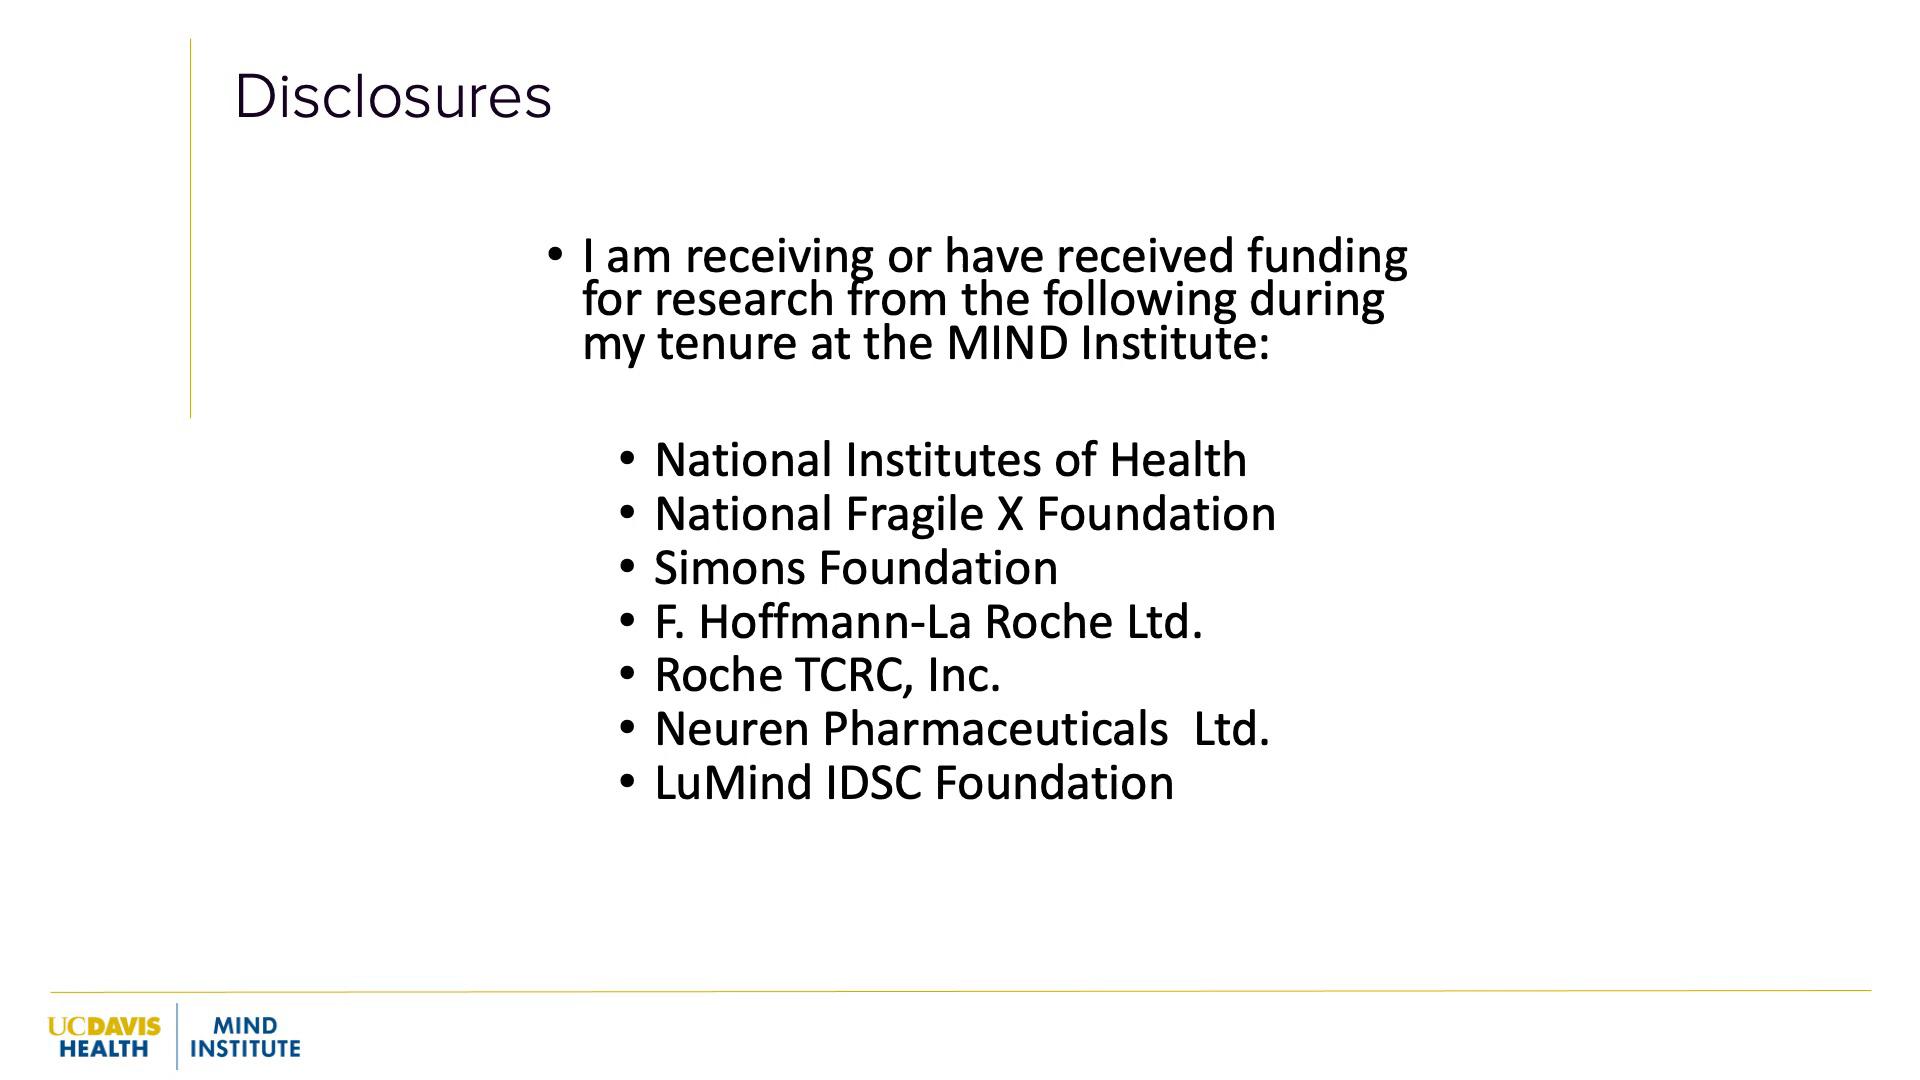 Disclosures
• I am receiving or have received funding
for research from the following during
my tenure at the MIND Institute:
• National Institutes of Health
• National Fragile X Foundation
• Simons Foundation
• F. Hoffmann-La Roche Ltd.
• Roche TCRC, Inc.
• Neuren Pharmaceuticals  Ltd.
• LuMind IDSC Foundation
UCDAVIS
HEALTH
MIND
INSTITUTE